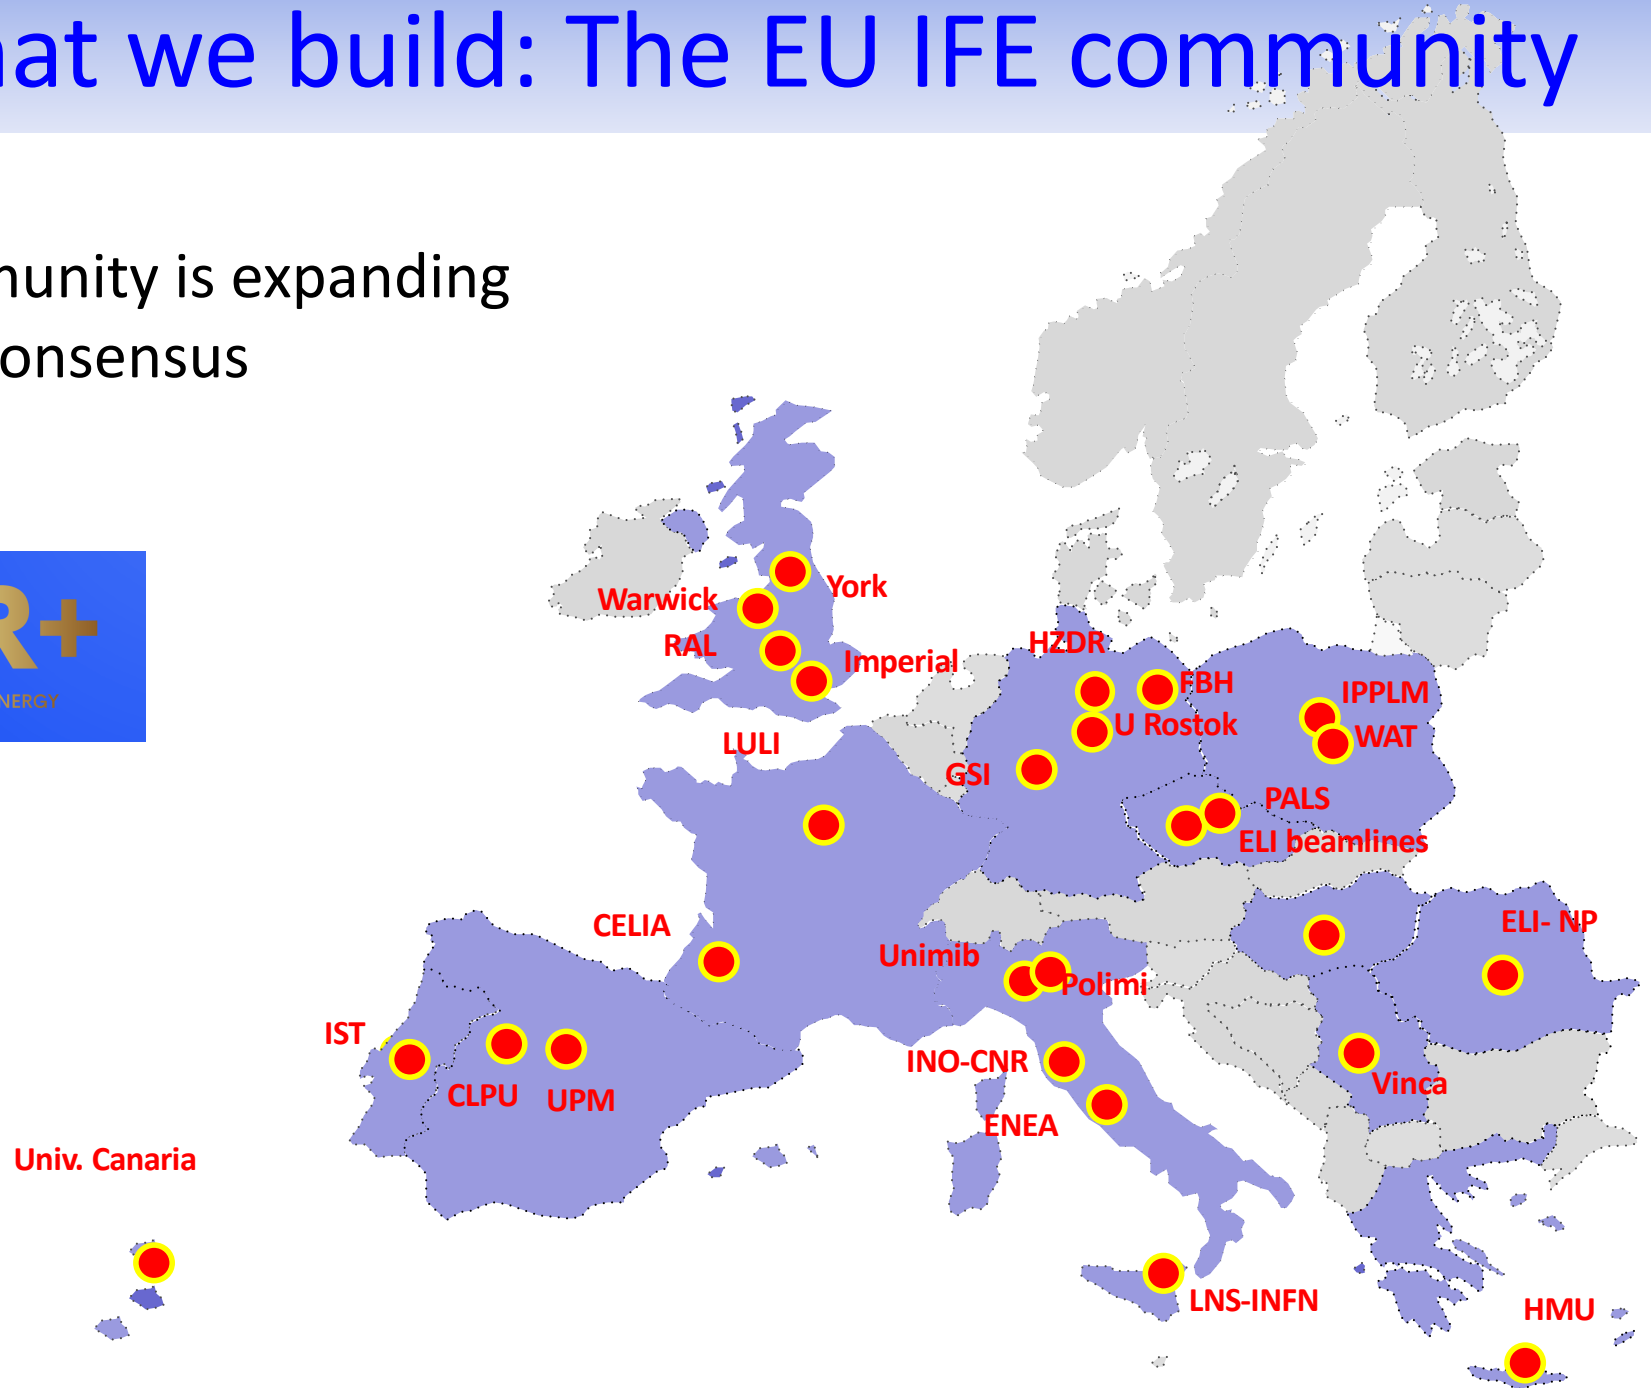 hat we build: The EU IFE community
munity is expanding
onsensus
R+
NERGY
York
Warwick
RAL
Imperial
HZDR
FBH
U Rostok
IPPLM
WAT
LULI
GSI
PALS
ELI beamlines
CELIA
Unimib
Polimi
ELI- NP
IST
CLPU
UPM
INO-CNR
ENEA
Vinca
Univ. Canaria
LNS-INFN
HMU